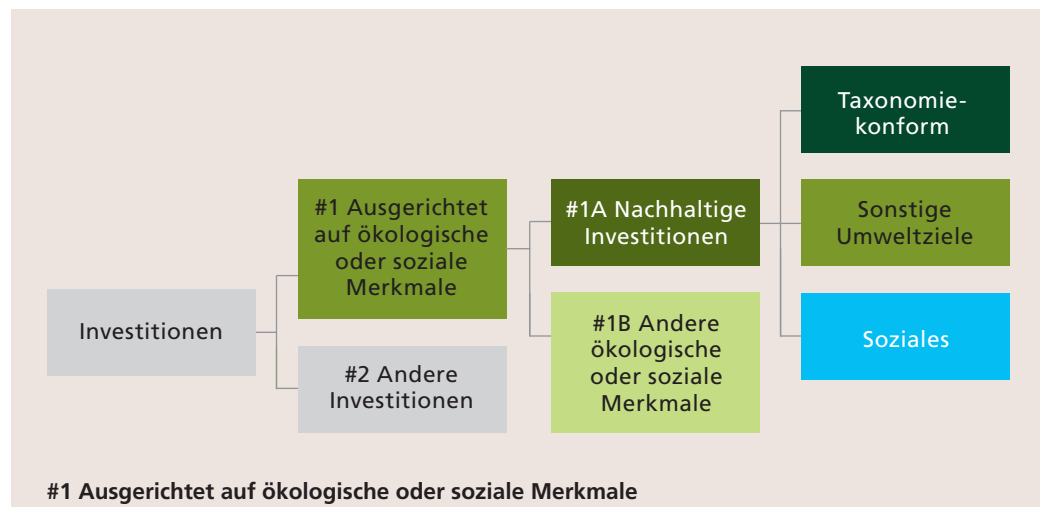 Investitionen
#1 Ausgerichtet
auf ökologische
oder soziale
Merkmale
#2 Andere
Investitionen
#1A Nachhaltige
Investitionen
#1B Andere
ökologische
oder soziale
Merkmale
Taxonomie-
konform
Sonstige
Umweltziele
Soziales
#1 Ausgerichtet auf ökologische oder soziale Merkmale